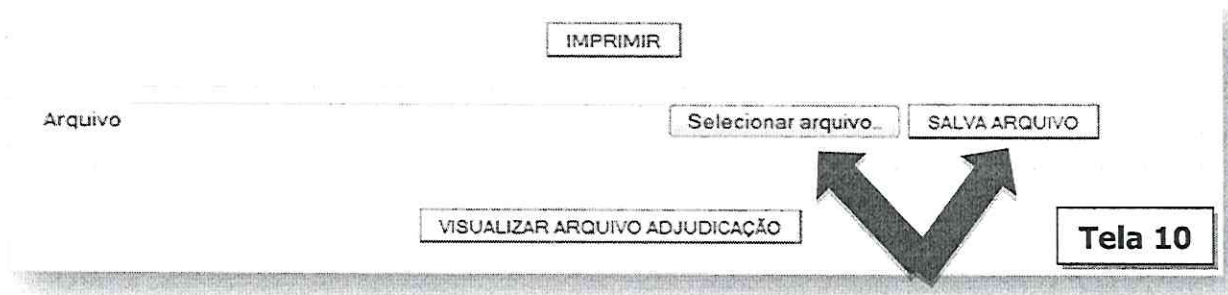 IMPRIMIR
Arquivo Selecionar arquivo... SALVA ARQUIVO
VISUALIZAR ARQUIVO ADJUDICAÇÃO
Tela 10